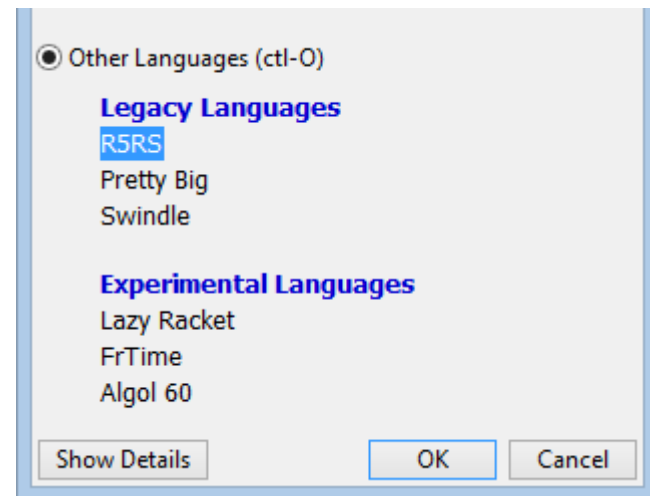 Other Languages (ctl-O)
Legacy Languages
R5RS
Pretty Big
Swindle
Experimental Languages
Lazy Racket
FrTime
Algol 60
Show Details OK Cancel